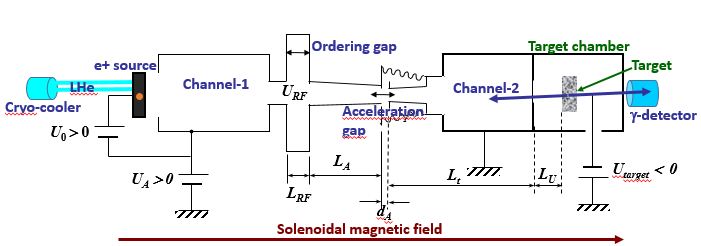 Ordering gap
Target chamber
e+ source
Target
LHe
Channel-1
U_RF
Channel-2
Cryo-cooler
Acceleration
gap
γ-detector
U₀>0
L_A
U_A>0
L_t
L_U
U_target < 0
L_RF
d_A
Solenoidal magnetic field